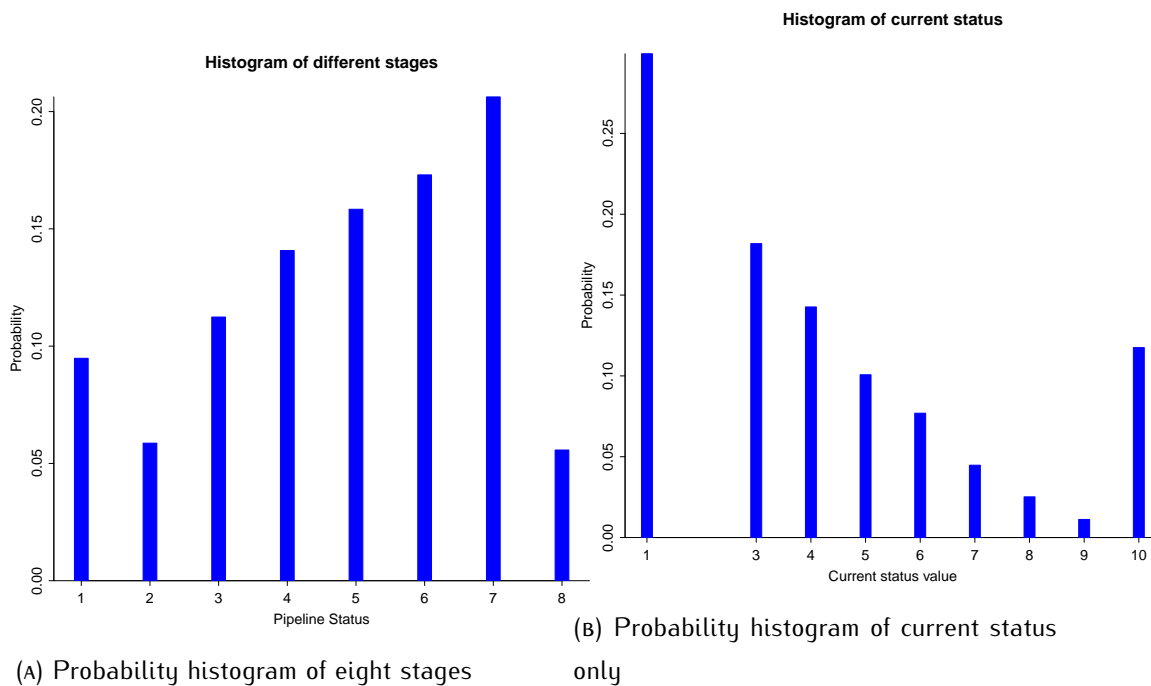 Histogram of different stages
Probability
0.00 0.05 0.10 0.15 0.20
1 2 3 4 5 6 7 8
Pipeline Status
(A) Probability histogram of eight stages
Histogram of current status
Probability
0.00 0.05 0.10 0.15 0.20 0.25
1 3 4 5 6 7 8 9 10
Current status value
(B) Probability histogram of current status
only